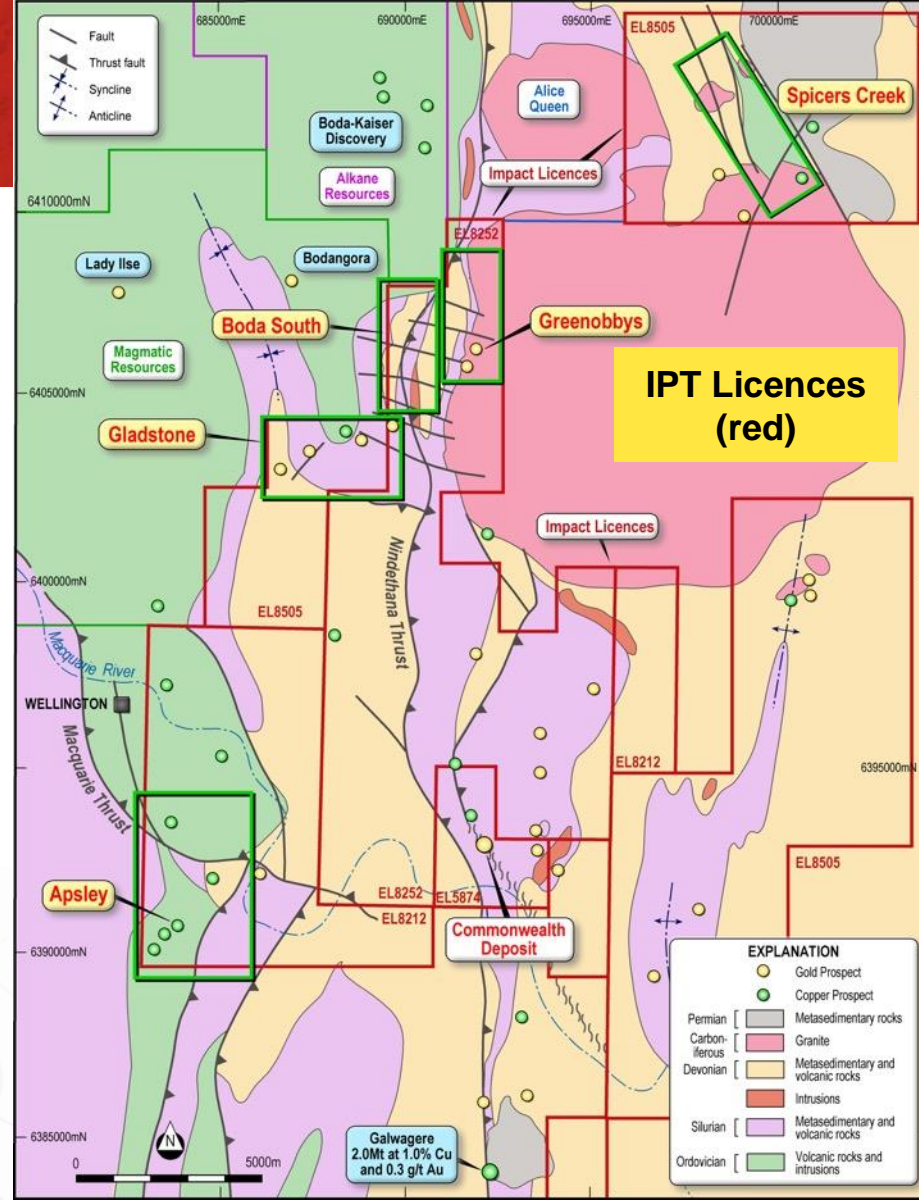 685000mE
690000mE
695000mE
700000mE
Fault
Thrust fault
Syncline
Anticline
EL8505
Alice
Queen
Spicers Creek
Boda-Kaiser
Discovery
Alkane
Resources
Impact Licences
6410000mN
EL8252
Lady Ilse
Bodangora
Boda South
Greenobbys
Magmatic
Resources
IPT Licences
(red)
6405000mN
Gladstone
Impact Licences
Nindethana Thrust
6400000mN
EL8505
Macquarie River
WELLINGTON
Macquarie Thrust
EL8212
6395000mN
EL8505
Apsley
EL8252
EL5874
EL8212
Commonwealth
Deposit
6390000mN
EXPLANATION
Gold Prospect
Copper Prospect
Permian
Metasedimentary rocks
Carbon-
iferous
Granite
Devonian
Metasedimentary and
volcanic rocks
Intrusions
Silurian
Metasedimentary and
volcanic rocks
Ordovician
Volcanic rocks and
intrusions
6385000mN
N
0
5000m
Galwagere
2.0Mt at 1.0% Cu
and 0.3 g/t Au